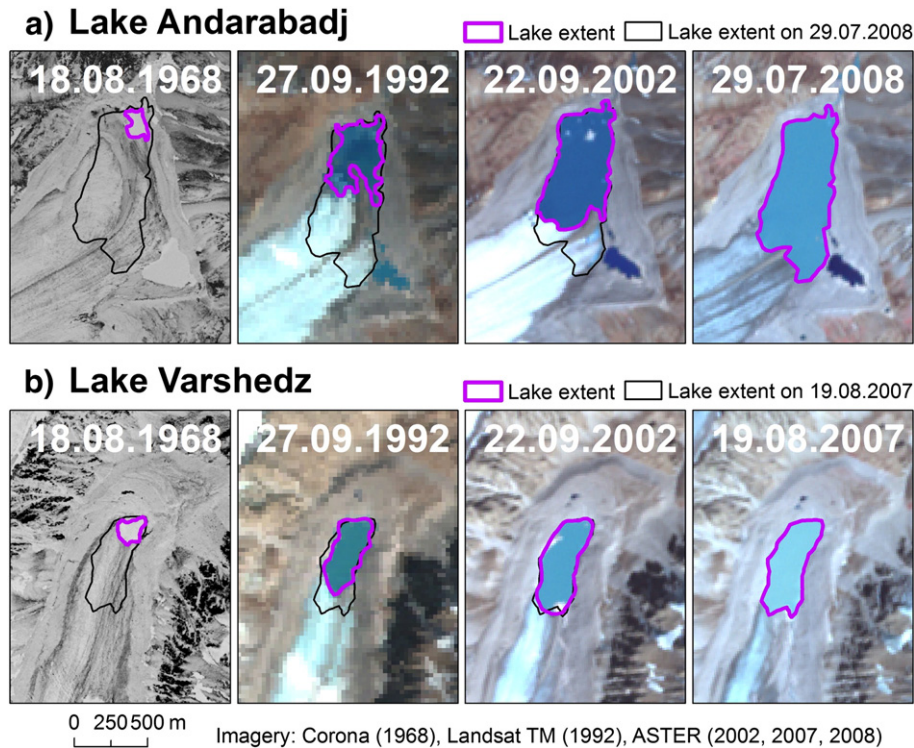 a) Lake Andarabadj
Lake extent Lake extent on 29.07.2008
18.08.1968 27.09.1992 22.09.2002 29.07.2008
b) Lake Varshedz
Lake extent Lake extent on 19.08.2007
18.08.1968 27.09.1992 22.09.2002 19.08.2007
0 250 500 m
Imagery: Corona (1968), Landsat TM (1992), ASTER (2002, 2007, 2008)